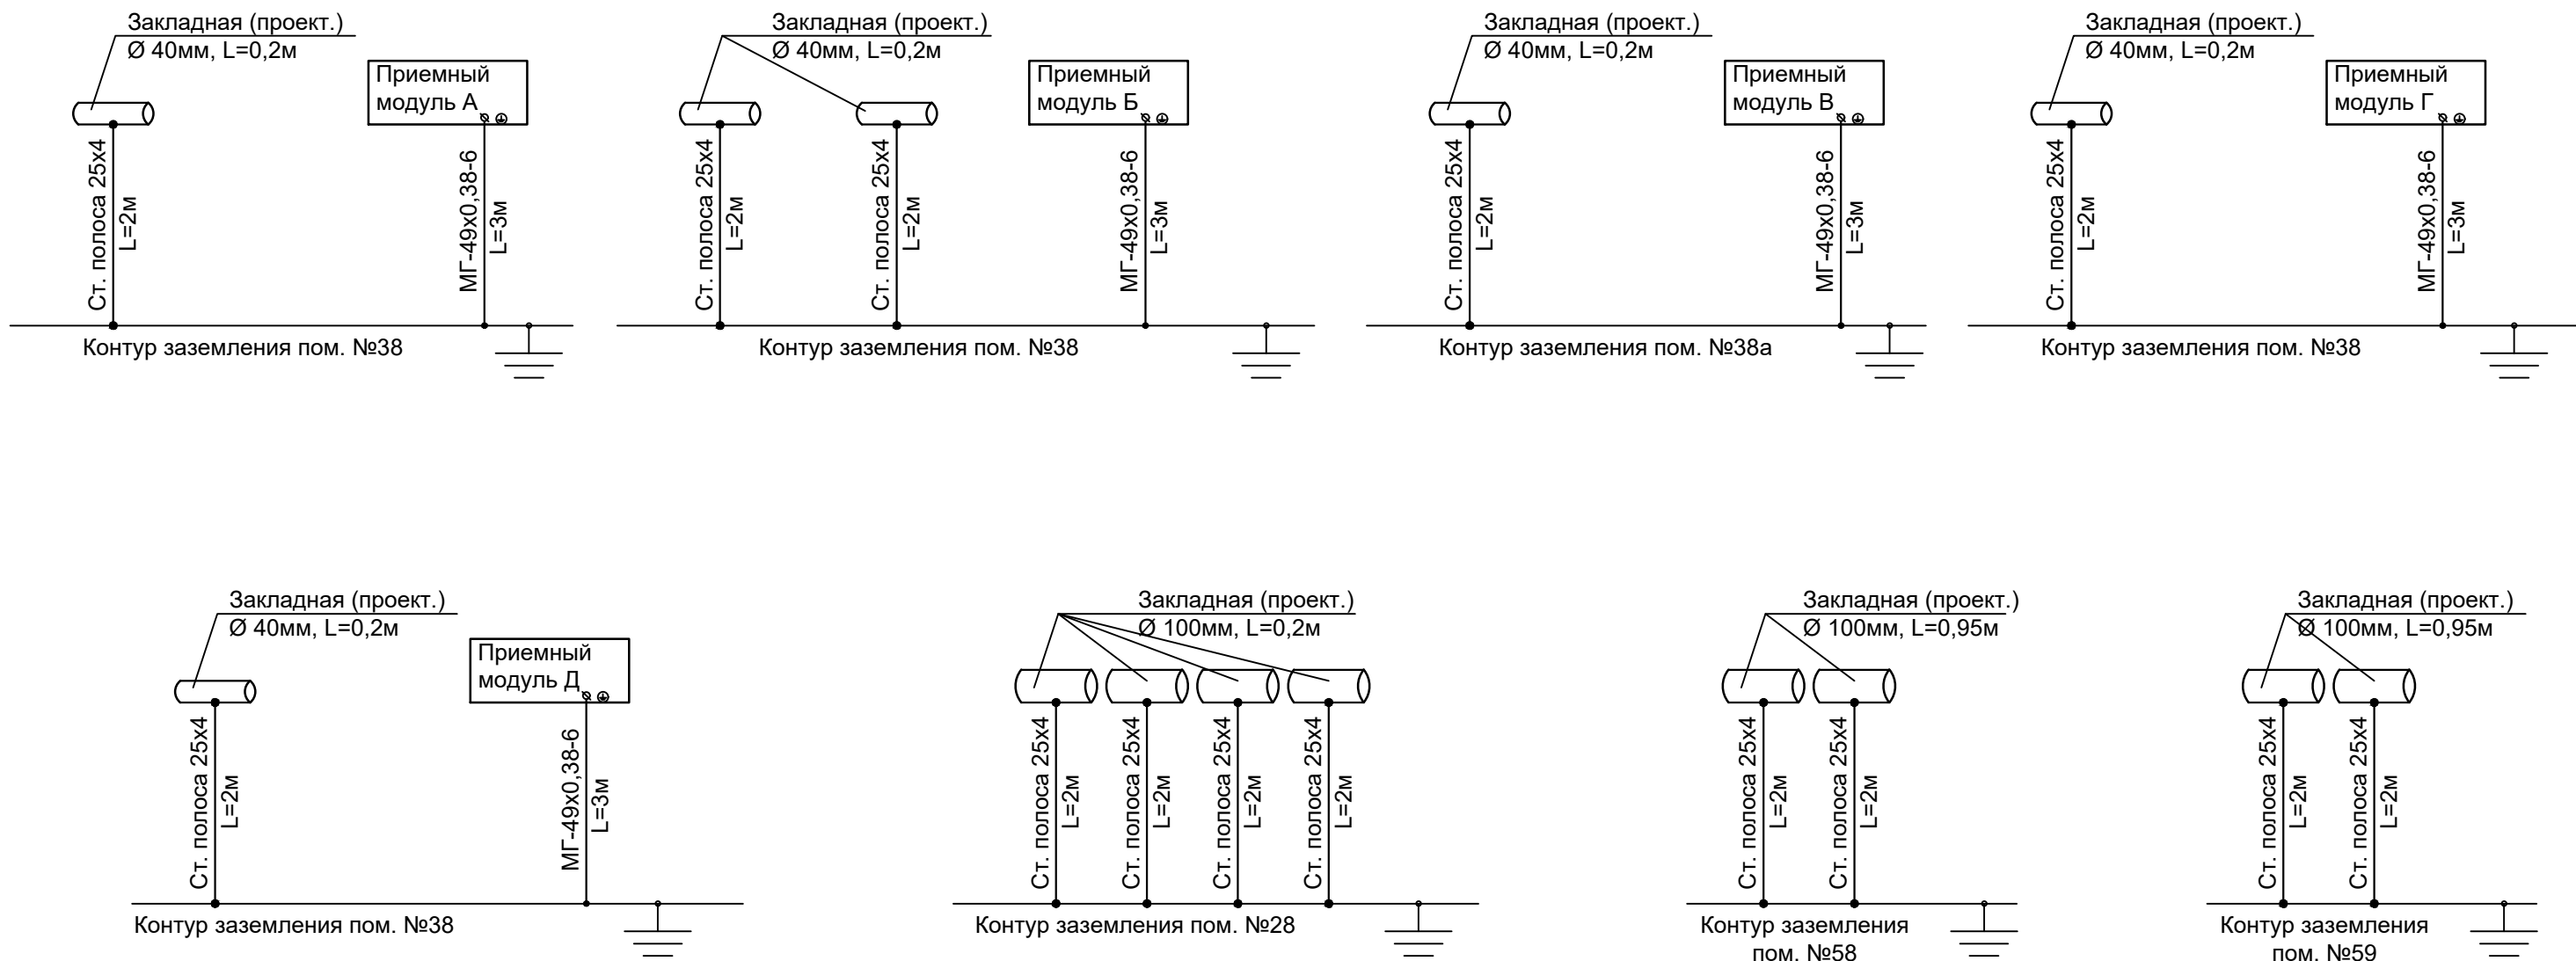 Закладная (проект.)
Ø 40мм, L=0,2м
Приемный
модуль А
Ст. полоса 25х4
L=2м
МГ-49х0,38-6
L=3м
Контур заземления пом. №38
Закладная (проект.)
Ø 40мм, L=0,2м
Приемный
модуль Б
Ст. полоса 25х4
L=2м
Ст. полоса 25х4
L=2м
МГ-49х0,38-6
L=3м
Контур заземления пом. №38
Закладная (проект.)
Ø 40мм, L=0,2м
Приемный
модуль В
Ст. полоса 25х4
L=2м
МГ-49х0,38-6
L=3м
Контур заземления пом. №38а
Закладная (проект.)
Ø 40мм, L=0,2м
Приемный
модуль Г
Ст. полоса 25х4
L=2м
МГ-49х0,38-6
L=3м
Контур заземления пом. №38
Закладная (проект.)
Ø 40мм, L=0,2м
Приемный
модуль Д
Ст. полоса 25х4
L=2м
МГ-49х0,38-6
L=3м
Контур заземления пом. №38
Закладная (проект.)
Ø 100мм, L=0,2м
Ст. полоса 25х4
L=2м
Ст. полоса 25х4
L=2м
Ст. полоса 25х4
L=2м
Ст. полоса 25х4
L=2м
Контур заземления пом. №28
Закладная (проект.)
Ø 100мм, L=0,95м
Ст. полоса 25х4
L=2м
Ст. полоса 25х4
L=2м
Контур заземления
пом. №58
Закладная (проект.)
Ø 100мм, L=0,95м
Ст. полоса 25х4
L=2м
Ст. полоса 25х4
L=2м
Контур заземления
пом. №59